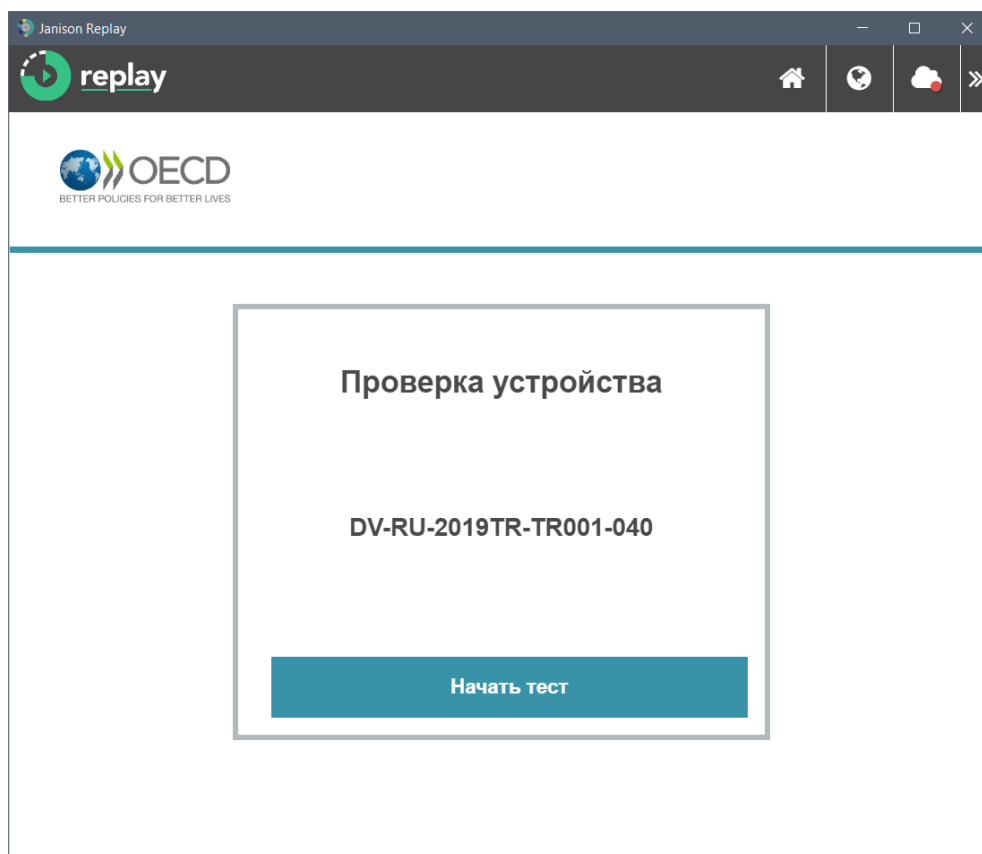 Janison Replay
replay
OECD
BETTER POLICIES FOR BETTER LIVES
Проверка устройства
DV-RU-2019TR-TR001-040
Начать тест